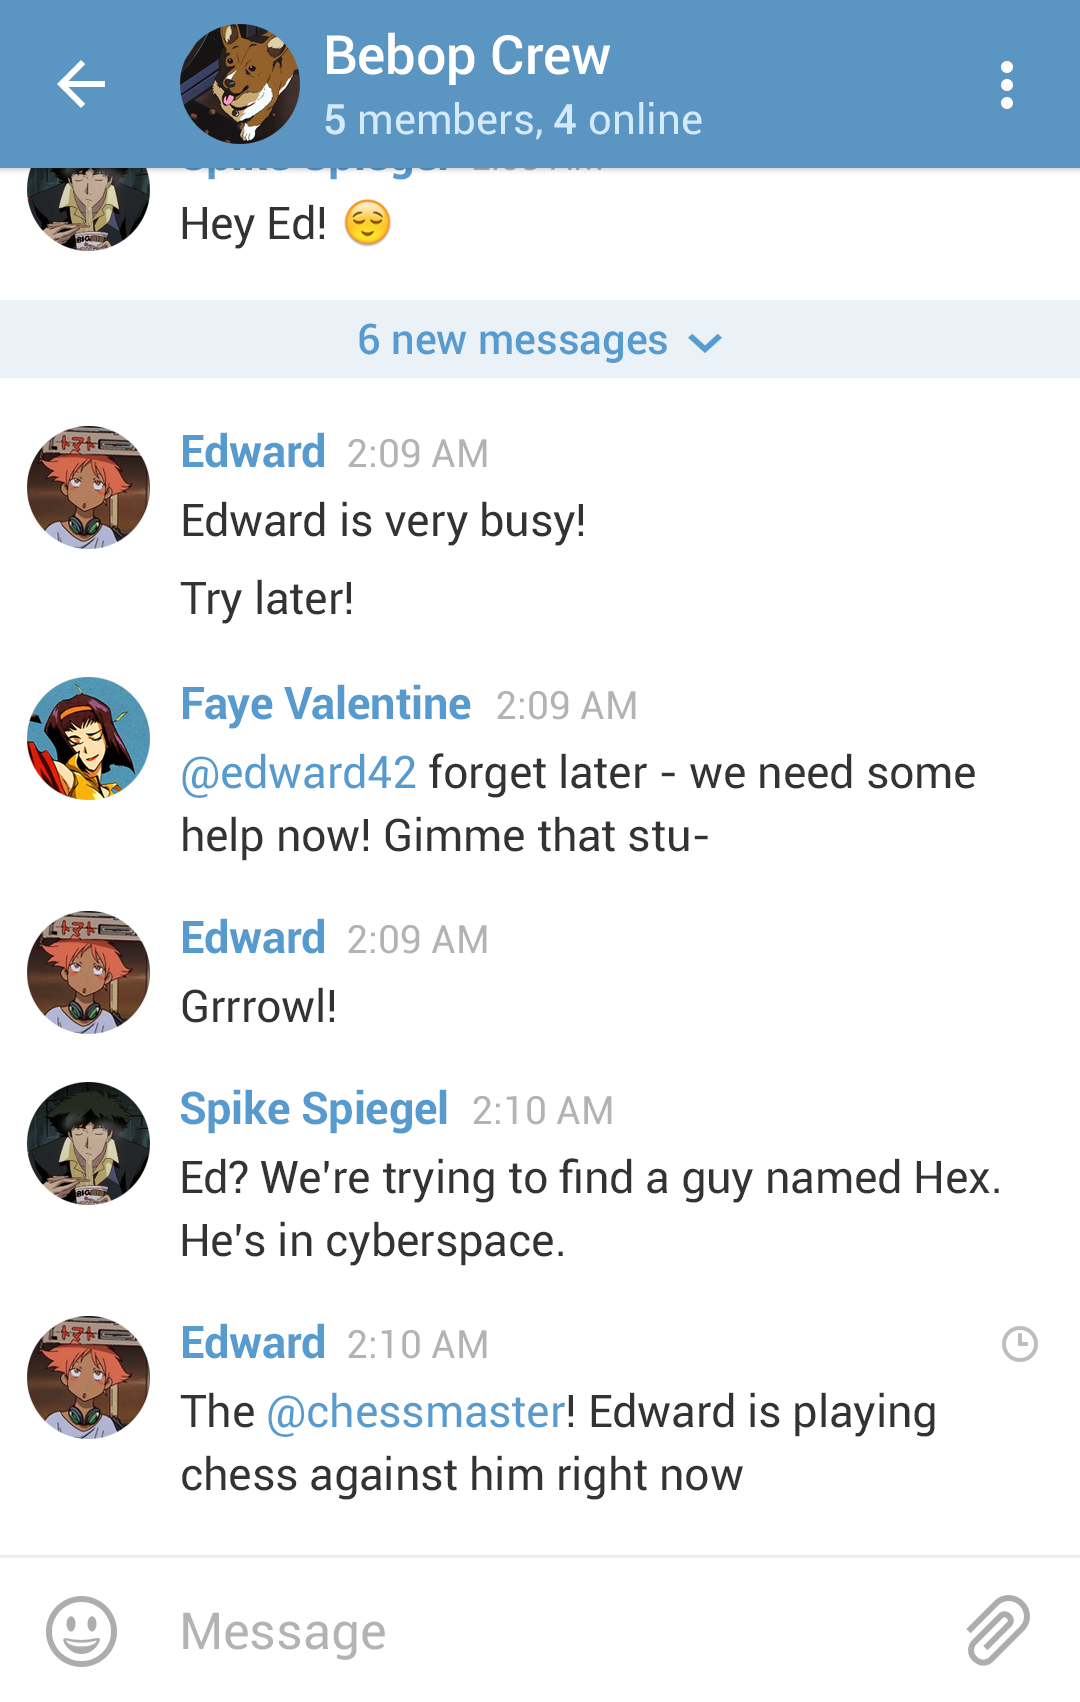 Bebop Crew
5 members, 4 online
Spike Spiegel
Hey Ed! 😌
6 new messages
Edward 2:09 AM
Edward is very busy!
Try later!
Faye Valentine 2:09 AM
@edward42 forget later - we need some
help now! Gimme that stu-
Edward 2:09 AM
Grrrowl!
Spike Spiegel 2:10 AM
Ed? We're trying to find a guy named Hex.
He's in cyberspace.
Edward 2:10 AM
The @chessmaster! Edward is playing
chess against him right now
Message